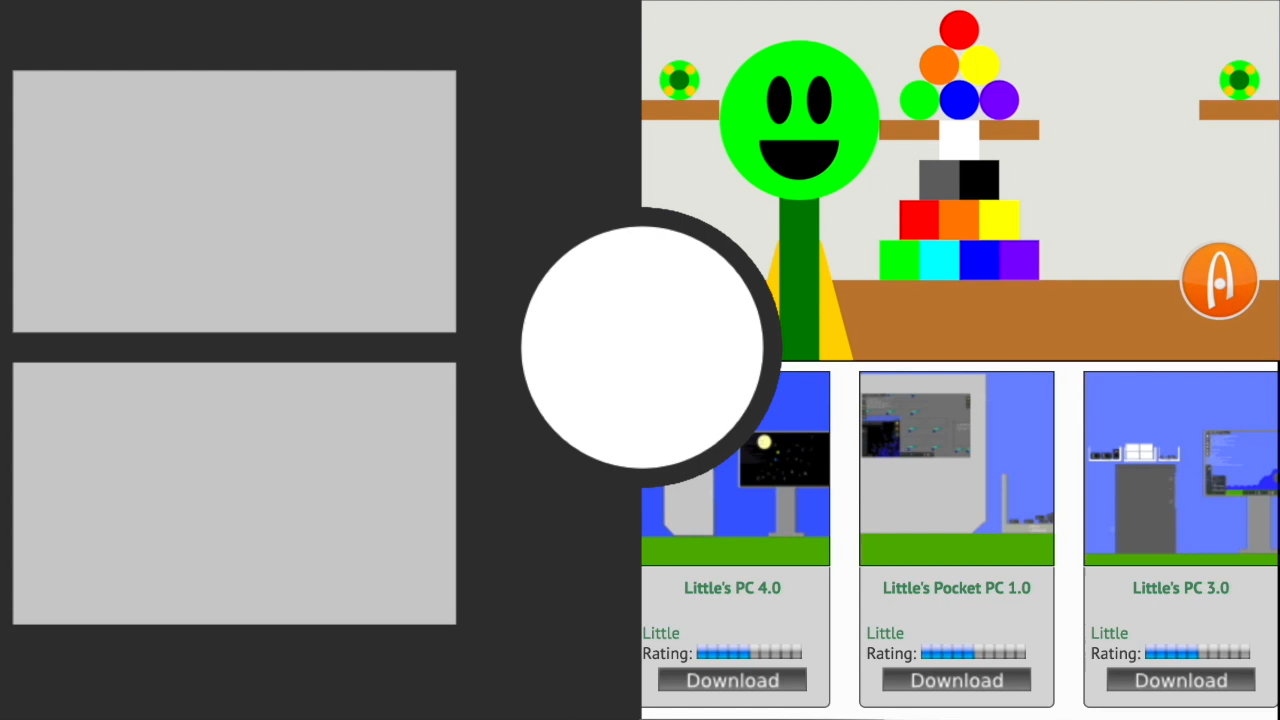 Little's PC 4.0
Little
Rating:
Download
Little's Pocket PC 1.0
Little
Rating:
Download
Little's PC 3.0
Little
Rating:
Download